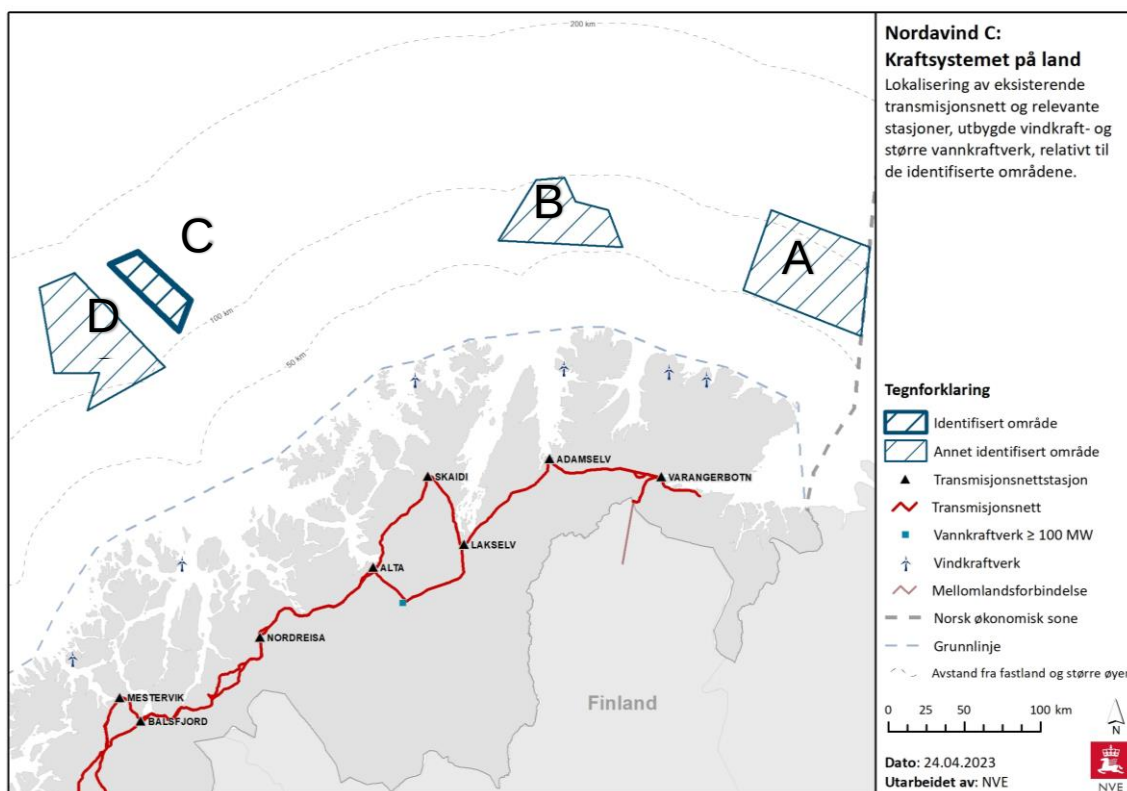 200 km
100 km
50 km
C
B
A
D
SKAIDI
ADAMSELV
VARANGERBOTN
LAKSELV
ALTA
NORDREISA
MESTERVIK
BALSFJORD
Finland
Nordavind C:
Kraftsystemet på land
Lokalisering av eksisterende
transmisjonsnett og relevante
stasjoner, utbygde vindkraft- og
større vannkraftverk, relativt til
de identifiserte områdene.
Tegnforklaring
Identifisert område
Annet identifisert område
Transmisjonsnettstasjon
Transmisjonsnett
Vannkraftverk ≥ 100 MW
Vindkraftverk
Mellomlandsforbindelse
Norsk økonomisk sone
Grunnlinje
Avstand fra fastland og større øyer
0 25 50 100 km
N
Dato: 24.04.2023
Utarbeidet av: NVE
NVE